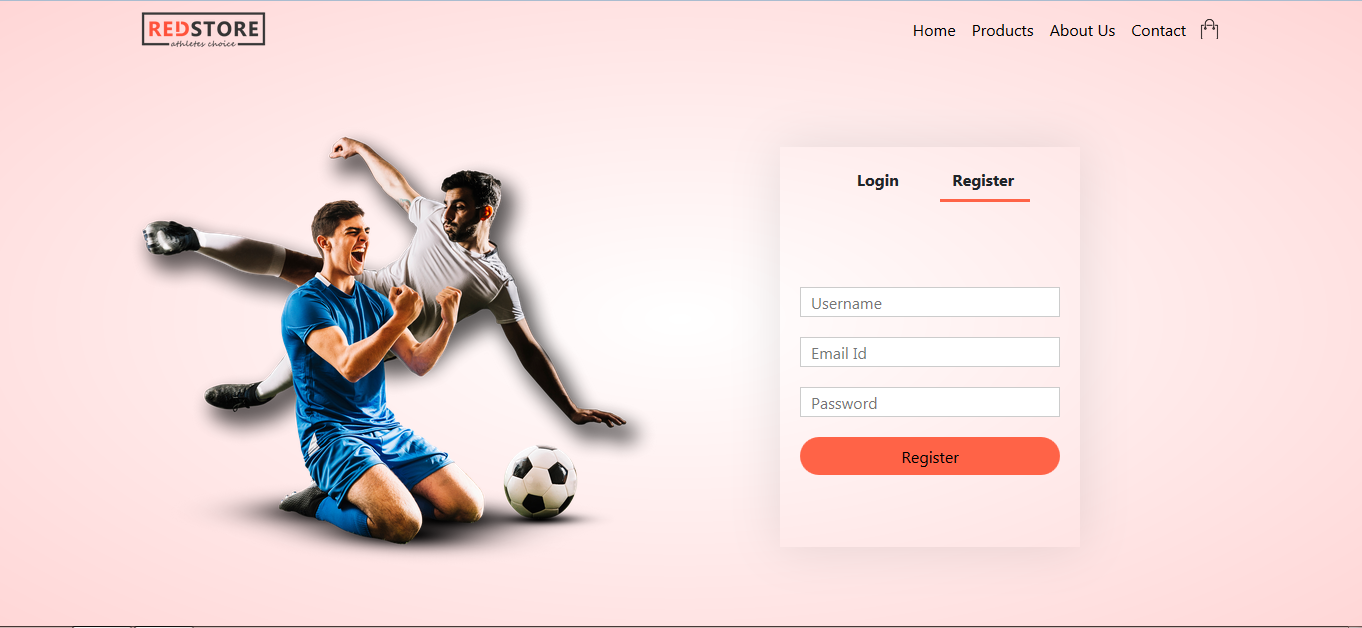 REDSTORE
athletes choice
Home Products About Us Contact
Login Register
Username
Email Id
Password
Register